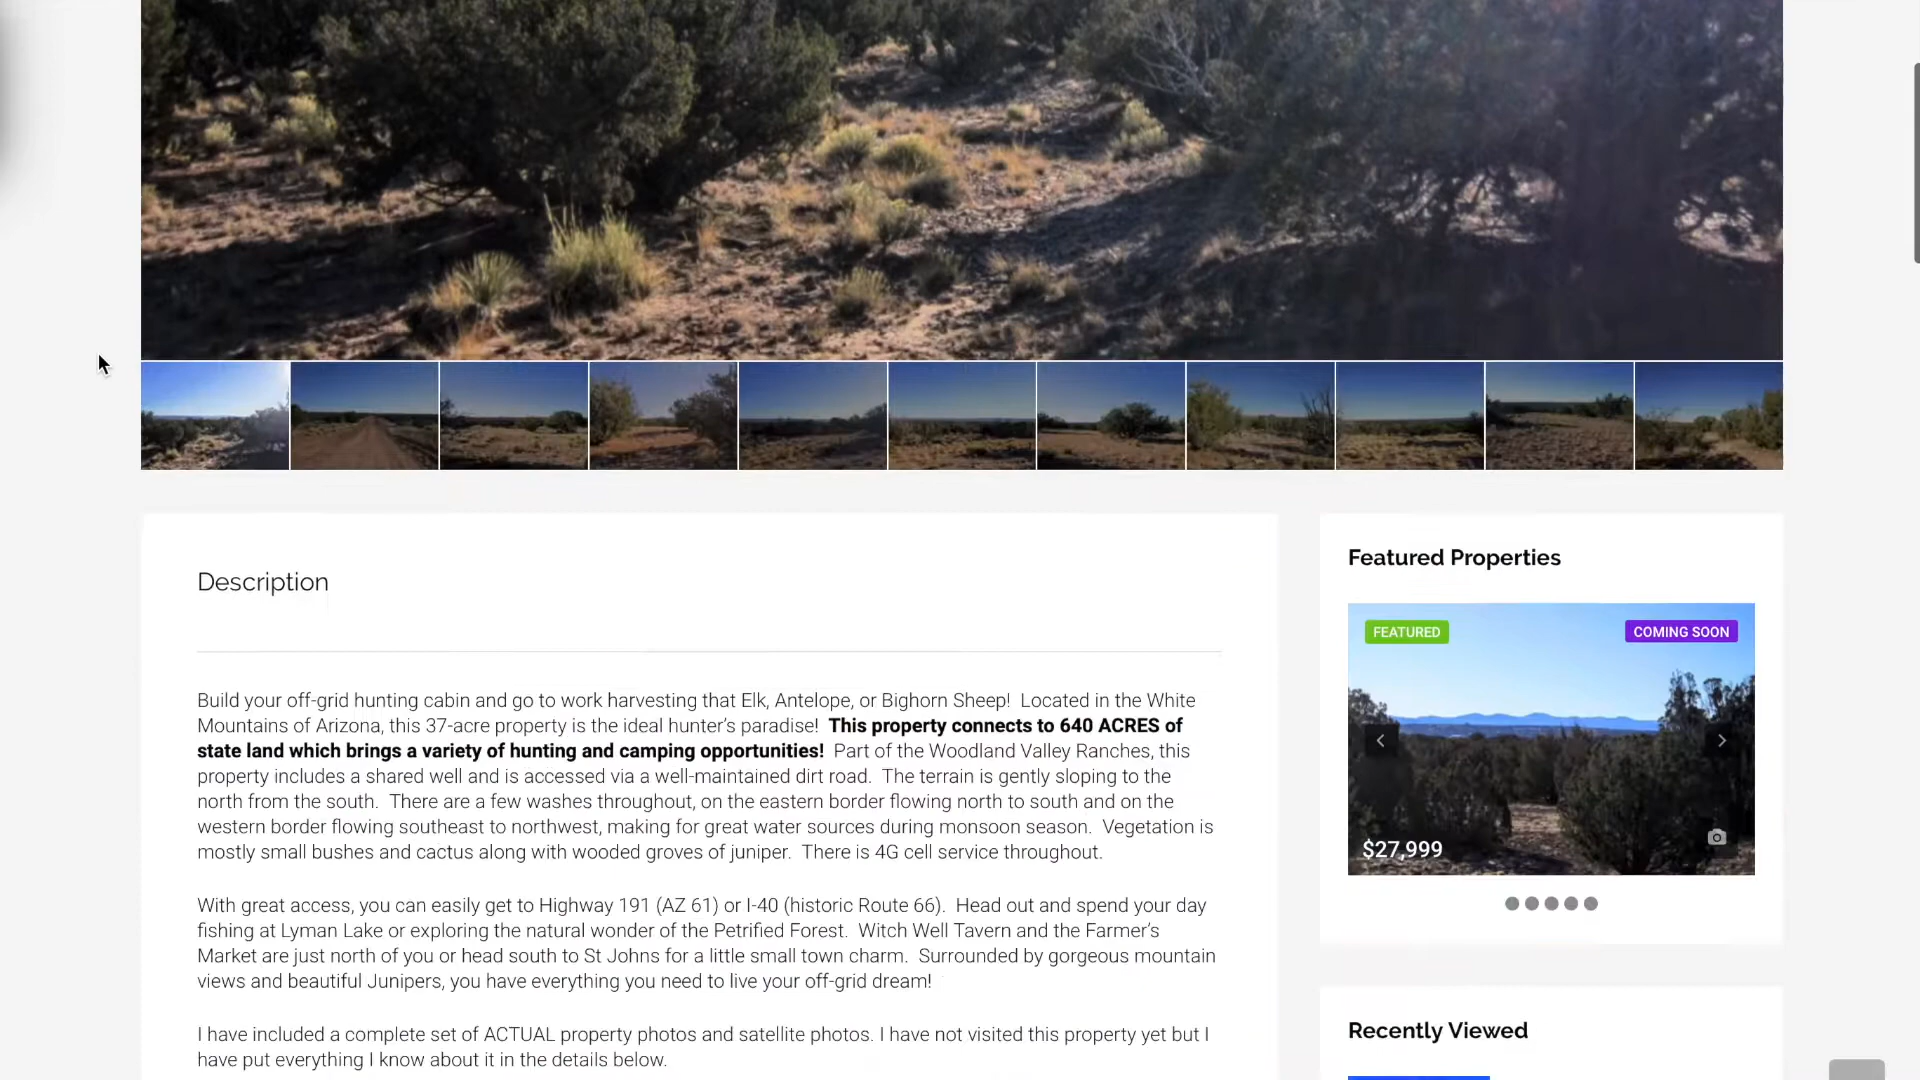 Description
Build your off-grid hunting cabin and go to work harvesting that Elk, Antelope, or Bighorn Sheep!  Located in the White
Mountains of Arizona, this 37-acre property is the ideal hunter's paradise!  This property connects to 640 ACRES of
state land which brings a variety of hunting and camping opportunities!  Part of the Woodland Valley Ranches, this
property includes a shared well and is accessed via a well-maintained dirt road.  The terrain is gently sloping to the
north from the south.  There are a few washes throughout, on the eastern border flowing north to south and on the
western border flowing southeast to northwest, making for great water sources during monsoon season.  Vegetation is
mostly small bushes and cactus along with wooded groves of juniper.  There is 4G cell service throughout.
With great access, you can easily get to Highway 191 (AZ 61) or I-40 (historic Route 66).  Head out and spend your day
fishing at Lyman Lake or exploring the natural wonder of the Petrified Forest.  Witch Well Tavern and the Farmer's
Market are just north of you or head south to St Johns for a little small town charm.  Surrounded by gorgeous mountain
views and beautiful Junipers, you have everything you need to live your off-grid dream!
I have included a complete set of ACTUAL property photos and satellite photos. I have not visited this property yet but I
have put everything I know about it in the details below.
Featured Properties
FEATURED
COMING SOON
$27,999
Recently Viewed